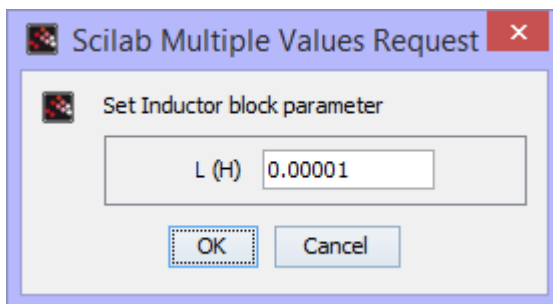 Scilab Multiple Values Request
Set Inductor block parameter
L (H) 0.00001
OK Cancel